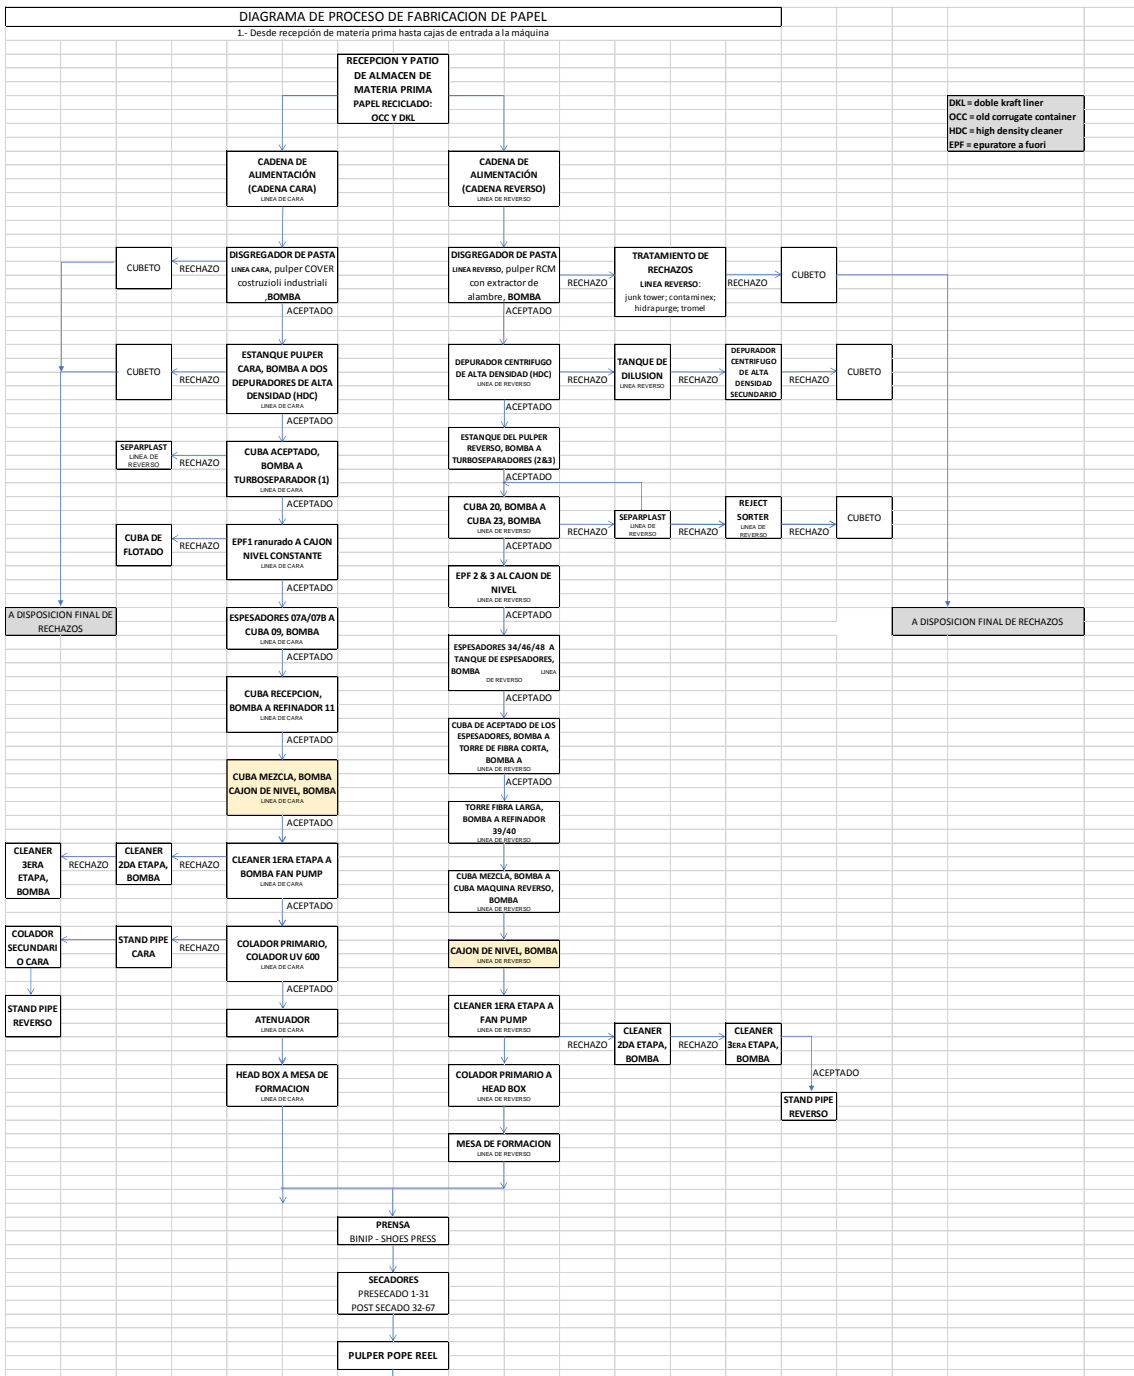 DIAGRAMA DE PROCESO DE FABRICACION DE PAPEL
1.- Desde recepción de materia prima hasta cajas de entrada a la máquina
RECEPCION Y PATIO
DE ALMACEN DE
MATERIA PRIMA
PAPEL RECICLADO:
OCC Y DKL
DKL = doble kraft liner
OCC = old corrugate container
HDC = high density cleaner
EPF = epuratore a fuori
CADENA DE
ALIMENTACIÓN
(CADENA CARA)
LINEA DE CARA
CADENA DE
ALIMENTACIÓN
(CADENA REVERSO)
LINEA DE REVERSO
CUBETO
RECHAZO
DISGREGADOR DE PASTA
LINEA CARA, pulper COVER
costruzioli industriali
,BOMBA
ACEPTADO
DISGREGADOR DE PASTA
LINEA REVERSO, pulper RCM
con extractor de
alambre, BOMBA
ACEPTADO
RECHAZO
TRATAMIENTO DE
RECHAZOS
LINEA REVERSO:
junk tower; contaminex;
hidrapurge; tromel
RECHAZO
CUBETO
CUBETO
RECHAZO
ESTANQUE PULPER
CARA, BOMBA A DOS
DEPURADORES DE ALTA
DENSIDAD (HDC)
LINEA DE CARA
ACEPTADO
DEPURADOR CENTRIFUGO
DE ALTA DENSIDAD (HDC)
LINEA DE REVERSO
ACEPTADO
RECHAZO
TANQUE DE
DILUSION
LINEA REVERSO
RECHAZO
DEPURADOR
CENTRIFUGO
DE ALTA
DENSIDAD
SECUNDARIO
RECHAZO
CUBETO
SEPARPLAST
LINEA DE
REVERSO
RECHAZO
CUBA ACEPTADO,
BOMBA A
TURBOSEPARADOR (1)
LINEA DE CARA
ACEPTADO
ESTANQUE DEL PULPER
REVERSO, BOMBA A
TURBOSEPARADORES (2&3)
ACEPTADO
CUBA DE
FLOTADO
RECHAZO
EPF1 ranurado A CAJON
NIVEL CONSTANTE
LINEA DE CARA
ACEPTADO
CUBA 20, BOMBA A
CUBA 23, BOMBA
LINEA DE REVERSO
ACEPTADO
RECHAZO
SEPARPLAST
LINEA DE
REVERSO
RECHAZO
REJECT
SORTER
LINEA DE
REVERSO
RECHAZO
CUBETO
EPF 2 & 3 AL CAJON DE
NIVEL
LINEA DE REVERSO
ACEPTADO
A DISPOSICION FINAL DE
RECHAZOS
ESPESADORES 07A/07B A
CUBA 09, BOMBA
LINEA DE CARA
ACEPTADO
A DISPOSICION FINAL DE RECHAZOS
ESPESADORES 34/46/48 A
TANQUE DE ESPESADORES,
BOMBA LINEA
DE REVERSO
ACEPTADO
CUBA RECEPCION,
BOMBA A REFINADOR 11
LINEA DE CARA
ACEPTADO
CUBA DE ACEPTADO DE LOS
ESPESADORES, BOMBA A
TORRE DE FIBRA CORTA,
BOMBA A
LINEA DE REVERSO
ACEPTADO
CUBA MEZCLA, BOMBA
CAJON DE NIVEL, BOMBA
LINEA DE CARA
ACEPTADO
TORRE FIBRA LARGA,
BOMBA A REFINADOR
39/40
LINEA DE REVERSO
CLEANER
3ERA
ETAPA,
BOMBA
RECHAZO
CLEANER
2DA ETAPA,
BOMBA
RECHAZO
CLEANER 1ERA ETAPA A
BOMBA FAN PUMP
LINEA DE CARA
ACEPTADO
CUBA MEZCLA, BOMBA A
CUBA MAQUINA REVERSO,
BOMBA
LINEA DE REVERSO
COLADOR
SECUNDARI
O CARA
STAND PIPE
CARA
RECHAZO
COLADOR PRIMARIO,
COLADOR UV 600
LINEA DE CARA
ACEPTADO
CAJON DE NIVEL, BOMBA
LINEA DE REVERSO
STAND PIPE
REVERSO
ATENUADOR
LINEA DE CARA
CLEANER 1ERA ETAPA A
FAN PUMP
LINEA DE REVERSO
RECHAZO
CLEANER
2DA ETAPA,
BOMBA
RECHAZO
CLEANER
3ERA ETAPA,
BOMBA
ACEPTADO
STAND PIPE
REVERSO
HEAD BOX A MESA DE
FORMACION
LINEA DE CARA
COLADOR PRIMARIO A
HEAD BOX
LINEA DE REVERSO
MESA DE FORMACION
LINEA DE REVERSO
PRENSA
BINIP - SHOES PRESS
SECADORES
PRESECADO 1-31
POST SECADO 32-67
PULPER POPE REEL